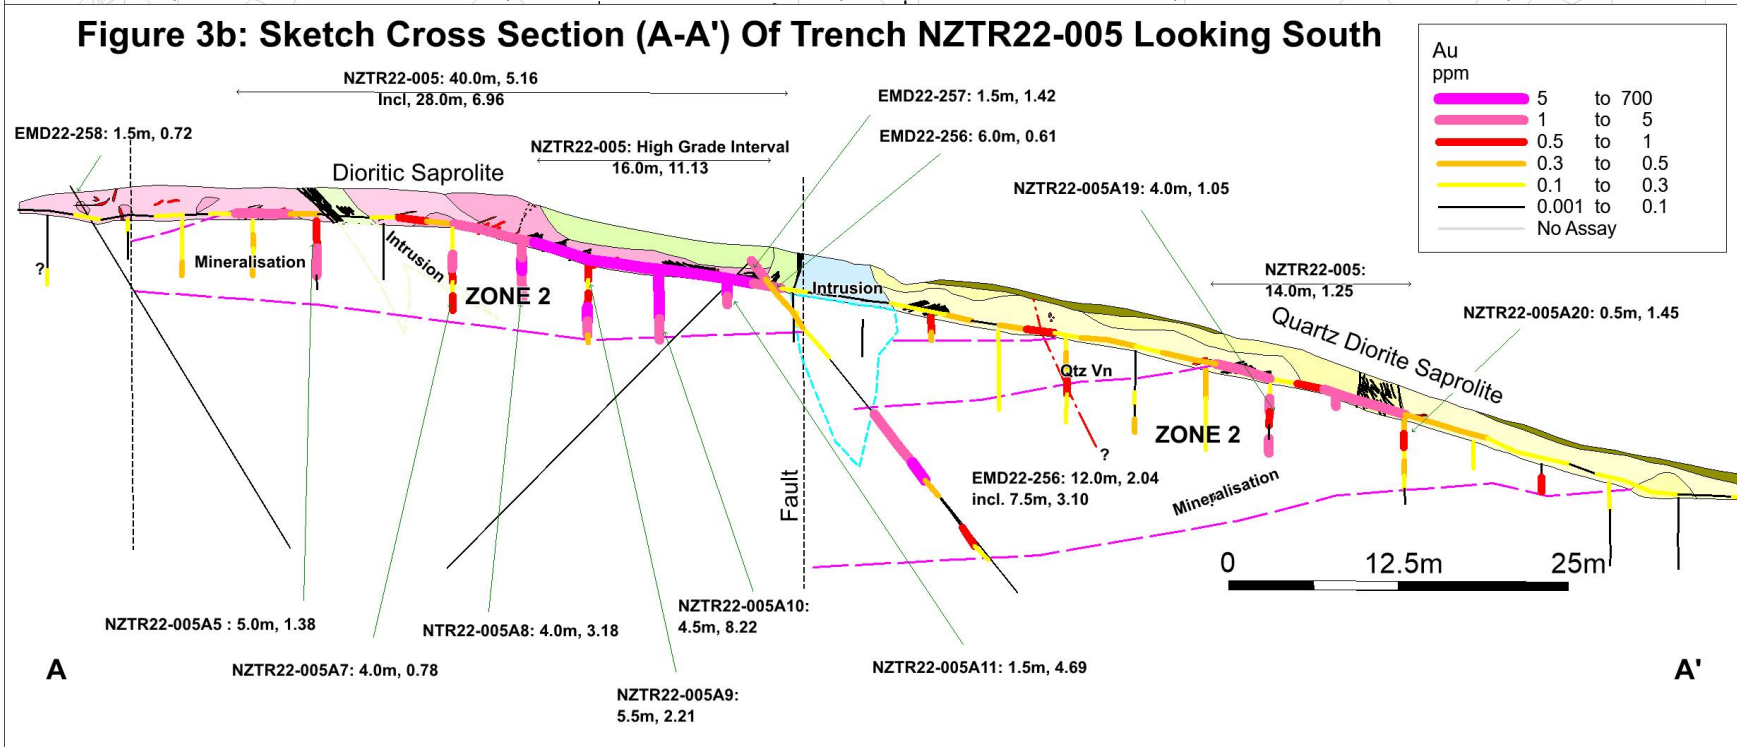 Figure 3b: Sketch Cross Section (A-A') Of Trench NZTR22-005 Looking South
Au
ppm
5 to 700
1 to 5
0.5 to 1
0.3 to 0.5
0.1 to 0.3
0.001 to 0.1
No Assay
NZTR22-005: 40.0m, 5.16
Incl, 28.0m, 6.96
EMD22-257: 1.5m, 1.42
EMD22-258: 1.5m, 0.72
EMD22-256: 6.0m, 0.61
NZTR22-005: High Grade Interval
16.0m, 11.13
Dioritic Saprolite
NZTR22-005A19: 4.0m, 1.05
NZTR22-005:
14.0m, 1.25
NZTR22-005A20: 0.5m, 1.45
?
Mineralisation
Intrusion
ZONE 2
Intrusion
Quartz Diorite Saprolite
Qtz Vn
ZONE 2
?
Fault
EMD22-256: 12.0m, 2.04
incl. 7.5m, 3.10
Mineralisation
0 12.5m 25m
NZTR22-005A5 : 5.0m, 1.38
NTR22-005A8: 4.0m, 3.18
NZTR22-005A10:
4.5m, 8.22
NZTR22-005A7: 4.0m, 0.78
NZTR22-005A11: 1.5m, 4.69
NZTR22-005A9:
5.5m, 2.21
A
A'